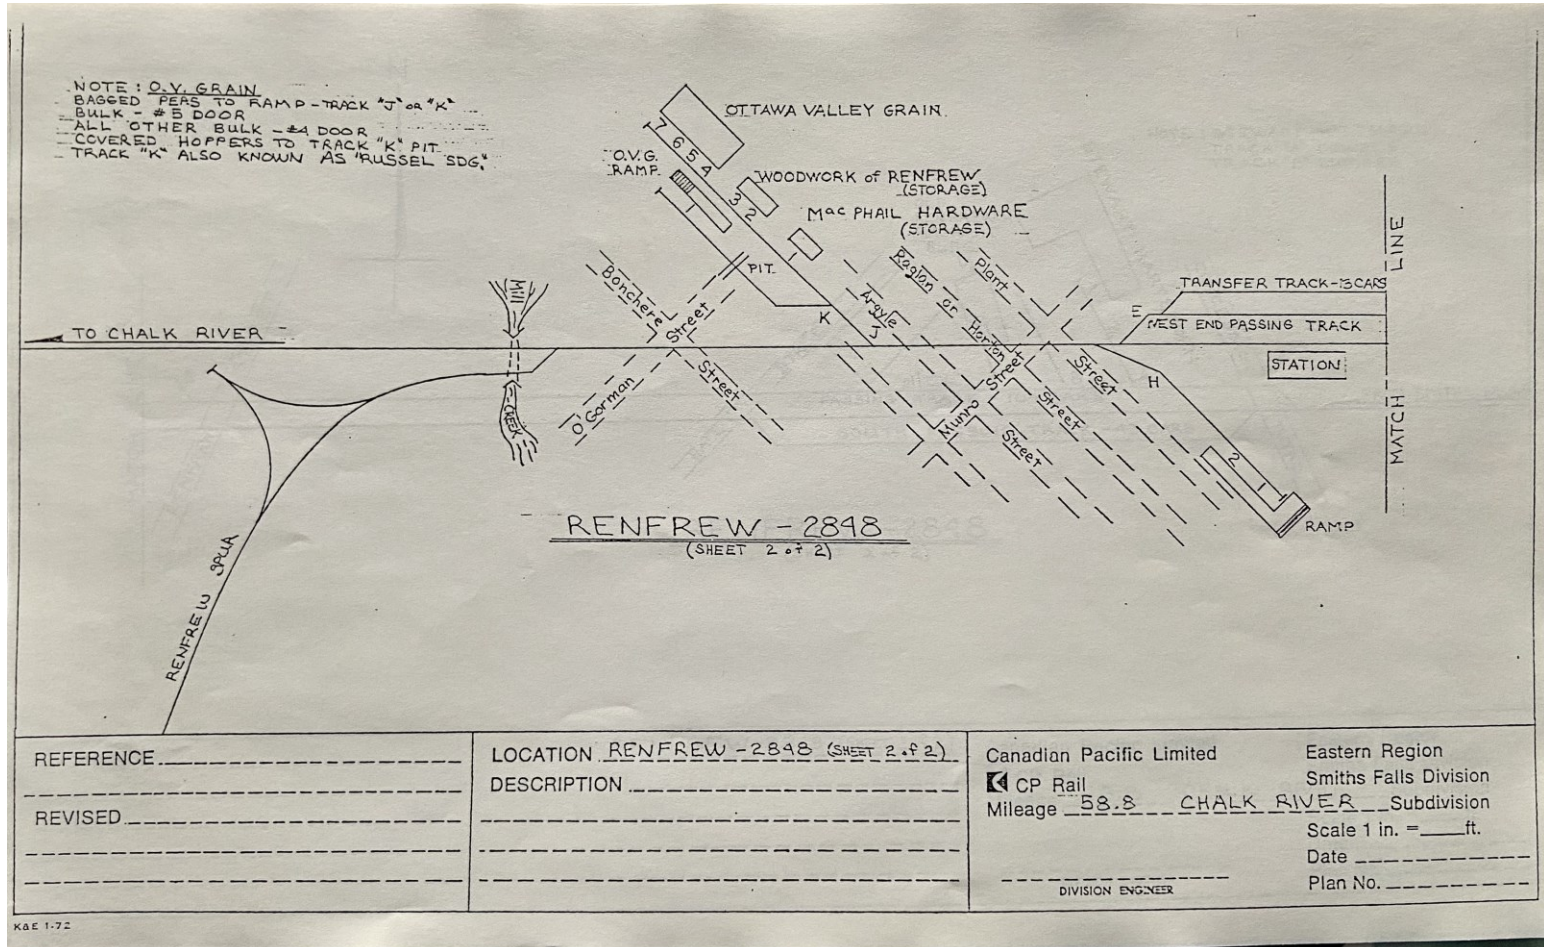 NOTE: O.V. GRAIN
BAGGED PEAS TO RAMP-TRACK "J" OR "K"
BULK - #5 DOOR
ALL OTHER BULK - #4 DOOR
COVERED HOPPERS TO TRACK "K" PIT
TRACK "K" ALSO KNOWN AS "RUSSEL SDG."
OTTAWA VALLEY GRAIN
7 6 5 4
O.V.G.
RAMP
1
3 2
WOODWORK of RENFREW
(STORAGE)
MacPHAIL HARDWARE
(STORAGE)
PIT
K
J
Mill
CREEK
Bonchere
Street
O'Gorman
Street
Argyle
Street
Raglan or Horton
Street
Plant
Street
Munro
Street
TRANSFER TRACK-13CARS
E
WEST END PASSING TRACK
STATION
H
2 1
RAMP
MATCH LINE
TO CHALK RIVER
RENFREW SPUR
RENFREW - 2848
(SHEET 2 of 2)
REFERENCE
REVISED
LOCATION RENFREW - 2848 (SHEET 2 of 2)
DESCRIPTION
Canadian Pacific Limited
CP Rail
Mileage 58.8 CHALK RIVER Subdivision
Eastern Region
Smiths Falls Division
Scale 1 in. = ft.
Date
Plan No.
DIVISION ENGINEER
K&E 1-72